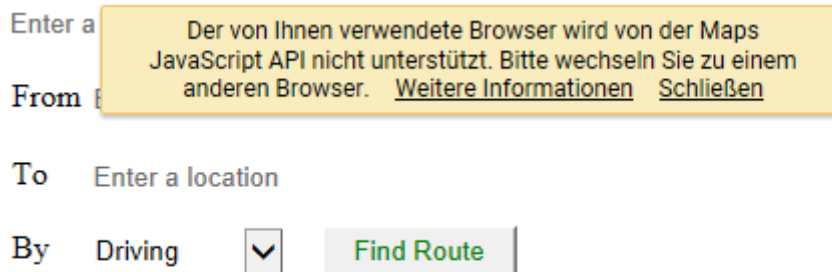 Enter a
Der von Ihnen verwendete Browser wird von der Maps
JavaScript API nicht unterstützt. Bitte wechseln Sie zu einem
anderen Browser. Weitere Informationen Schließen
From
To Enter a location
By Driving Find Route